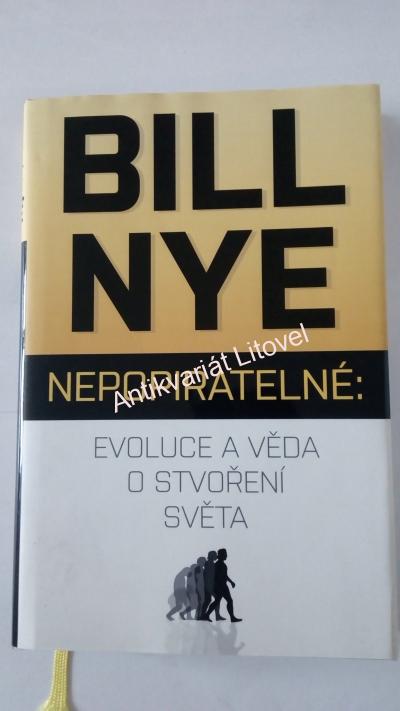 BILL
NYE
NEPOPIRATELNÉ:
Antikvariát Litovel
EVOLUCE A VĚDA
O STVOŘENÍ
SVĚTA